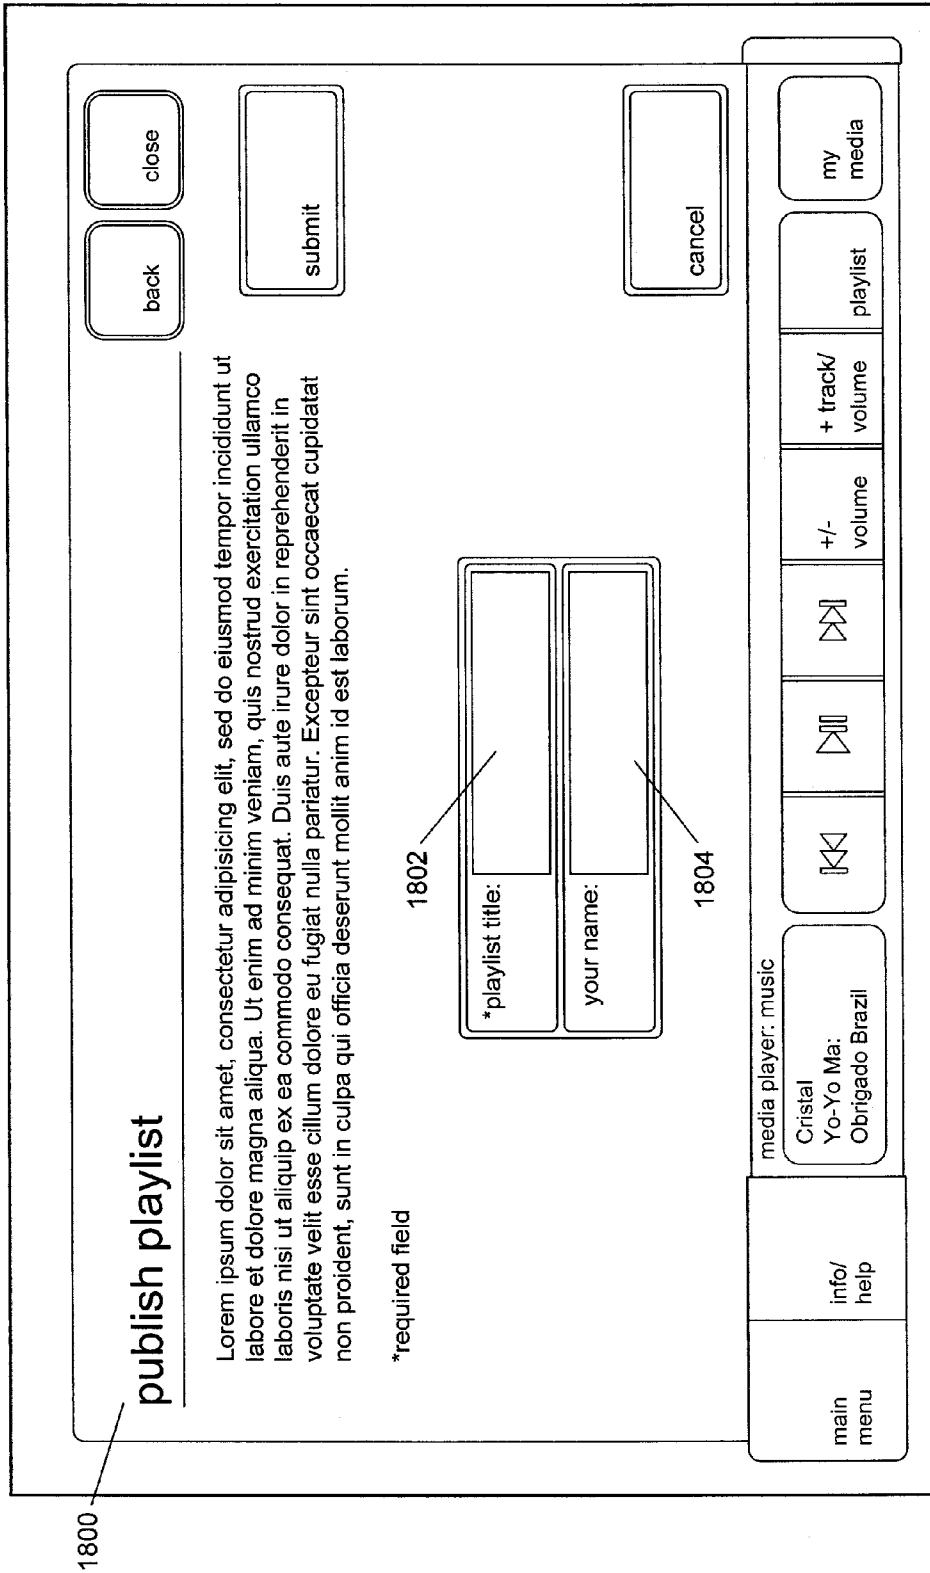 1800
publish playlist
back
close
Lorem ipsum dolor sit amet, consectetur adipisicing elit, sed do eiusmod tempor incididunt ut
labore et dolore magna aliqua. Ut enim ad minim veniam, quis nostrud exercitation ullamco
laboris nisi ut aliquip ex ea commodo consequat. Duis aute irure dolor in reprehenderit in
voluptate velit esse cillum dolore eu fugiat nulla pariatur. Excepteur sint occaecat cupidatat
non proident, sunt in culpa qui officia deserunt mollit anim id est laborum.
submit
*required field
1802
*playlist title:
your name:
1804
cancel
main
menu
info/
help
media player: music
Cristal
Yo-Yo Ma:
Obrigado Brazil
+/-
volume
+ track/
volume
playlist
my
media